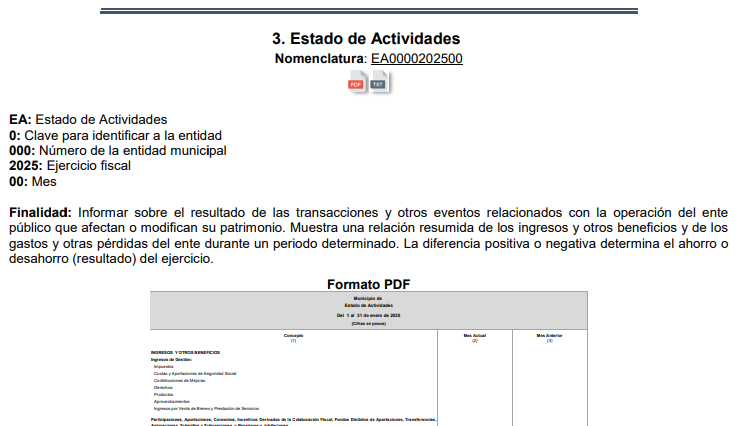 3. Estado de Actividades
Nomenclatura: EA0000202500
PDF TXT
EA: Estado de Actividades
0: Clave para identificar a la entidad
000: Número de la entidad municipal
2025: Ejercicio fiscal
00: Mes
Finalidad: Informar sobre el resultado de las transacciones y otros eventos relacionados con la operación del ente
público que afectan o modifican su patrimonio. Muestra una relación resumida de los ingresos y otros beneficios y de los
gastos y otras pérdidas del ente durante un periodo determinado. La diferencia positiva o negativa determina el ahorro o
desahorro (resultado) del ejercicio.
Formato PDF
Municipio de
Estado de Actividades
Del 1 al 31 de enero de 2025
(Cifras en pesos)
Concepto Mes Actual Mes Anterior
(1) (2) (3)
INGRESOS Y OTROS BENEFICIOS
Ingresos de Gestión:
Impuestos
Cuotas y Aportaciones de Seguridad Social
Contribuciones de Mejoras
Derechos
Productos
Aprovechamientos
Ingresos por Venta de Bienes y Prestación de Servicios
Participaciones, Aportaciones, Convenios, Incentivos Derivados de la Colaboración Fiscal, Fondos Distintos de Aportaciones, Transferencias,